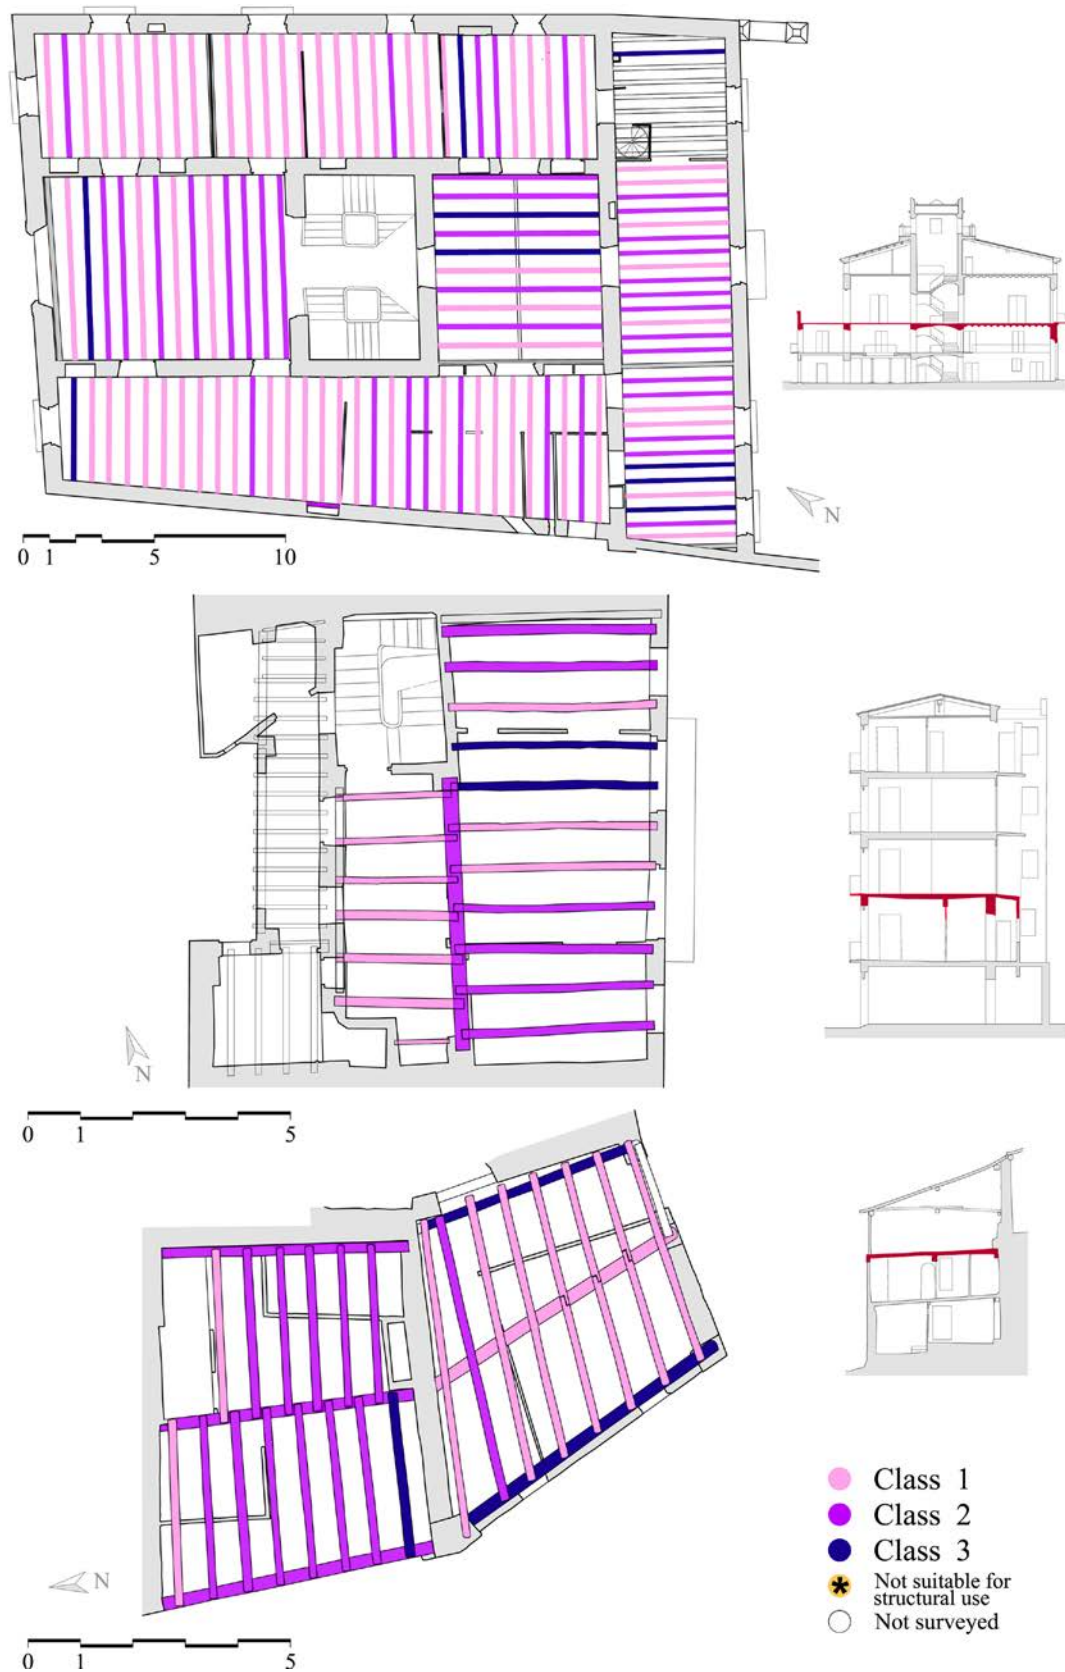 N
0 1 5 10
N
0 1 5
N
0 1 5
Class 1
Class 2
Class 3
* Not suitable for
structural use
Not surveyed